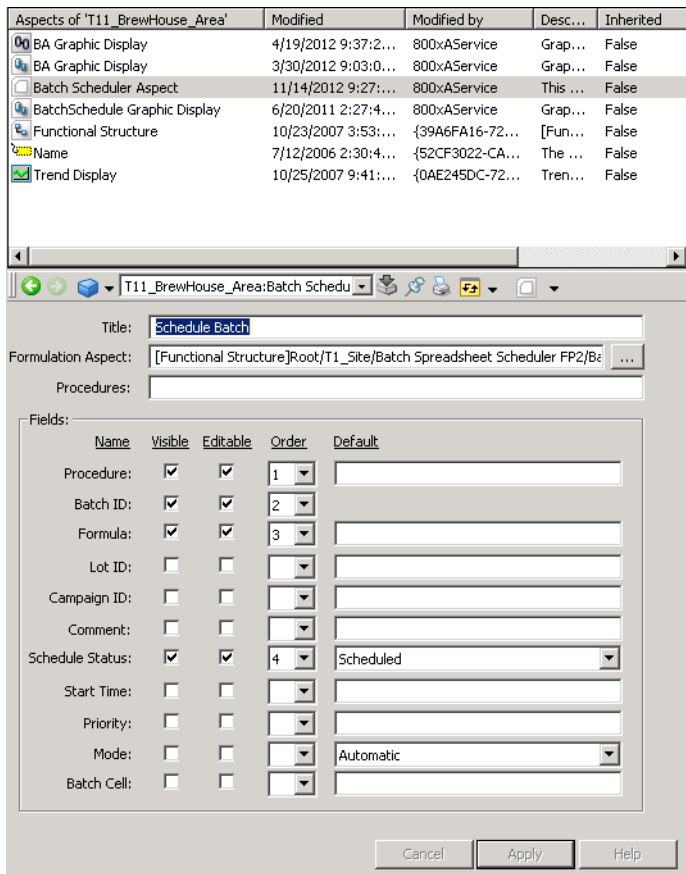 Aspects of 'T11_BrewHouse_Area' Modified Modified by Desc... Inherited
BA Graphic Display 4/19/2012 9:37:2... 800xAService Grap... False
BA Graphic Display 3/30/2012 9:03:0... 800xAService Grap... False
Batch Scheduler Aspect 11/14/2012 9:27:... 800xAService This ... False
BatchSchedule Graphic Display 6/20/2011 2:27:4... 800xAService Grap... False
Functional Structure 10/23/2007 3:53:... {39A6FA16-72... [Fun... False
Name 7/12/2006 2:30:4... {52CF3022-CA... The ... False
Trend Display 10/25/2007 9:41:... {0AE245DC-72... Tren... False
T11_BrewHouse_Area:Batch Schedu
Title: Schedule Batch
Formulation Aspect: [Functional Structure]Root/T1_Site/Batch Spreadsheet Scheduler FP2/Ba ...
Procedures:
Fields:
Name Visible Editable Order Default
Procedure: 1
Batch ID: 2
Formula: 3
Lot ID:
Campaign ID:
Comment:
Schedule Status: 4 Scheduled
Start Time:
Priority:
Mode: Automatic
Batch Cell:
Cancel Apply Help